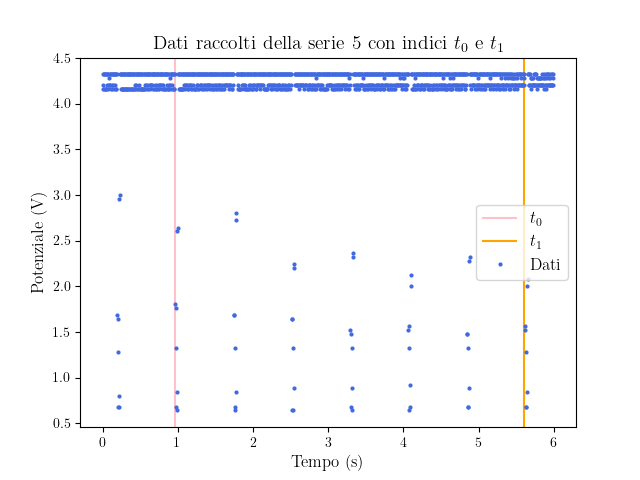 Dati raccolti della serie 5 con indici t₀ e t₁
4.5
4.0
3.5
3.0
2.5
2.0
1.5
1.0
0.5
Potenziale (V)
t₀
t₁
Dati
0 1 2 3 4 5 6
Tempo (s)